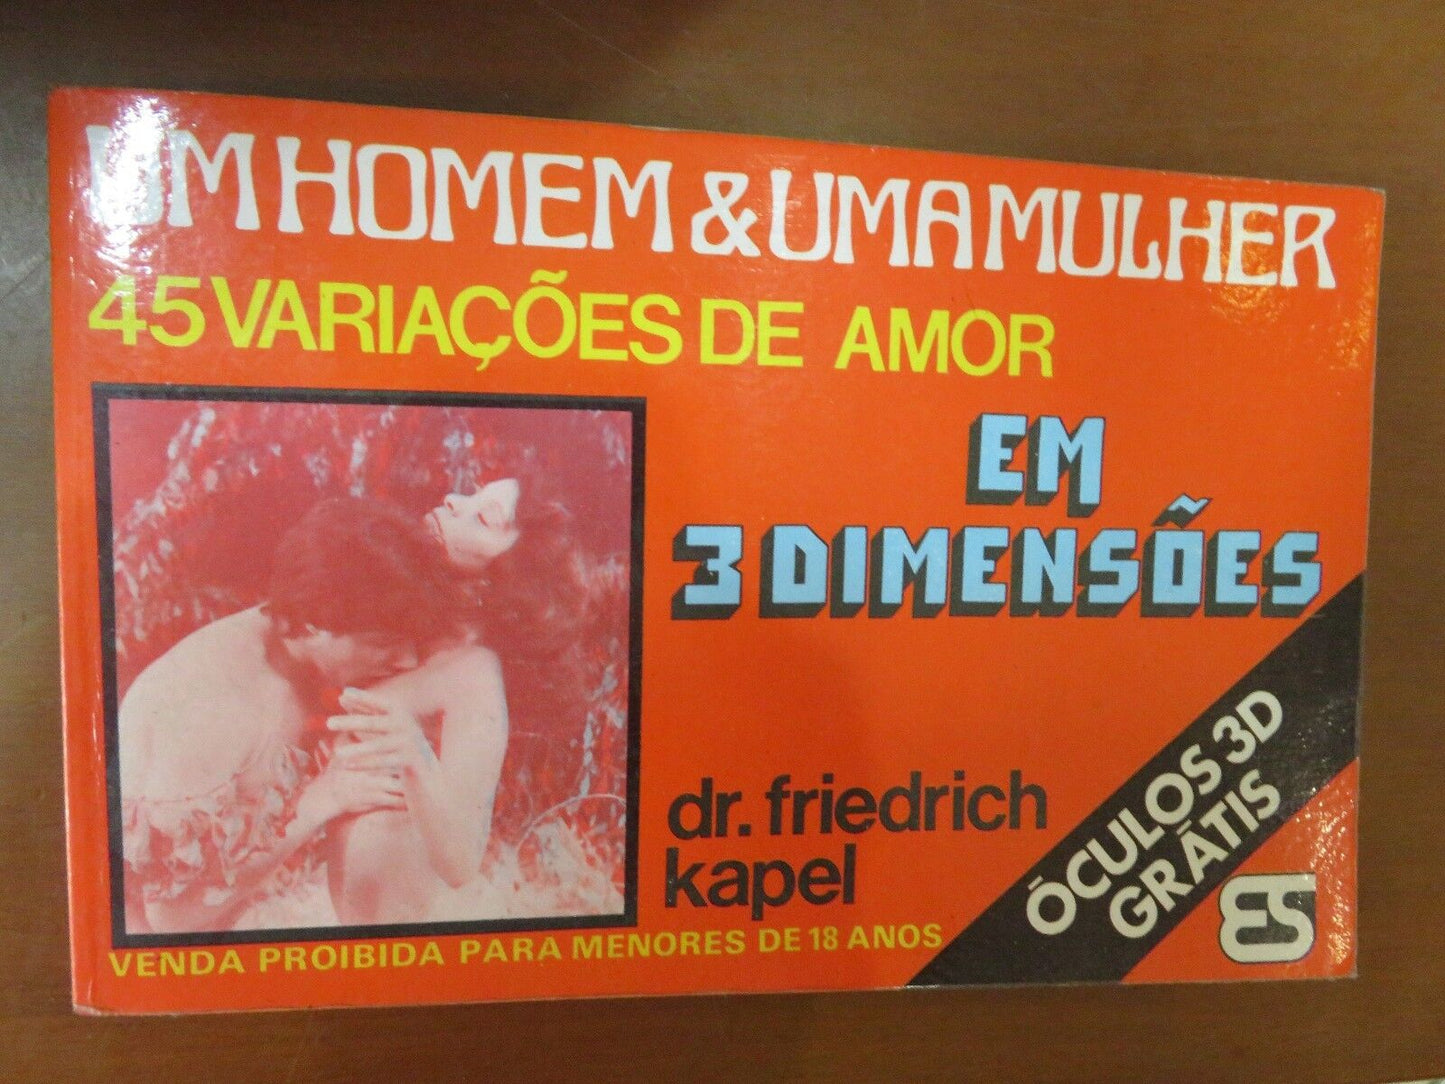 UM HOMEM & UMA MULHER
45 VARIAÇÕES DE AMOR
EM
3 DIMENSÕES
dr. friedrich
kapel
ÓCULOS 3D
GRÁTIS
ES
VENDA PROIBIDA PARA MENORES DE 18 ANOS